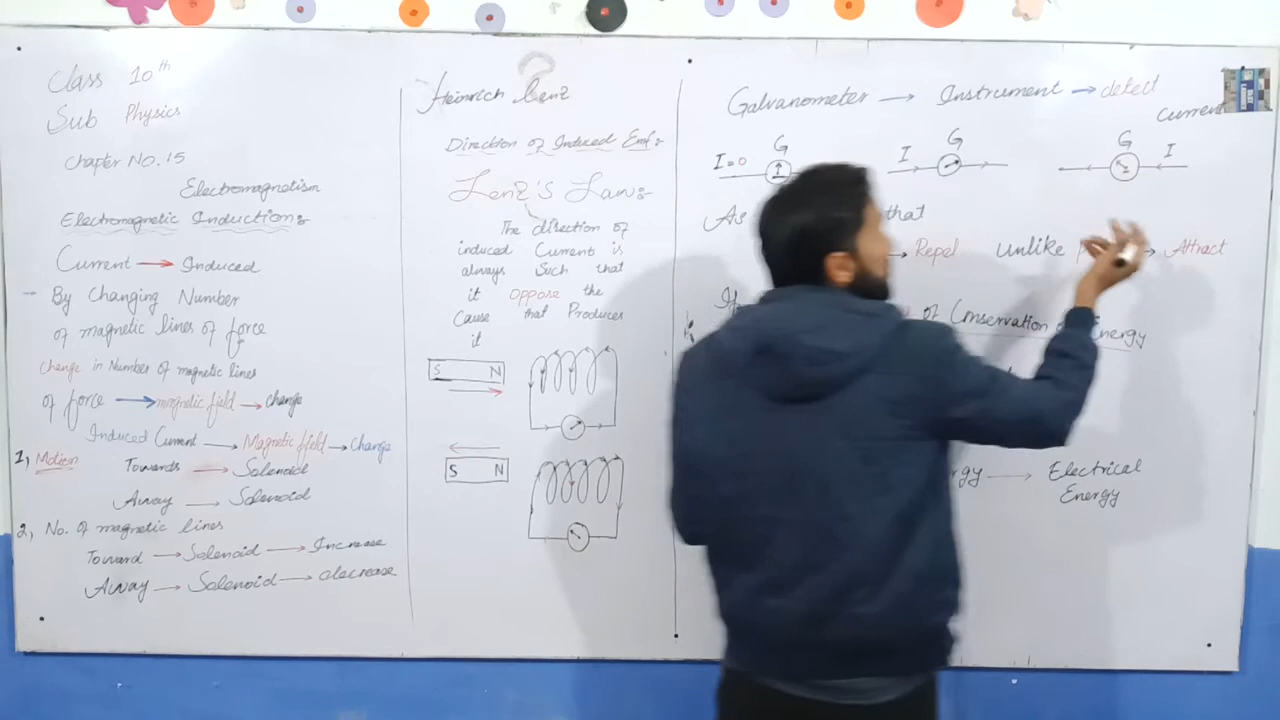 Class 10th
Sub Physics
Chapter NO. 15
Electromagnetism
Electromagnetic Induction:
Current → Induced
By Changing Number
of magnetic lines of force
change in Number of magnetic lines
of force → magnetic field → change
Induced Current → Magnetic field → Change
1, Motion
Towards → Solenoid
Away → Solenoid
2, No. of magnetic lines
Toward → Solenoid → Increase
Away → Solenoid → decrease
Heinrich Lenz
Direction of Induced Emf:
Lenz's Law:
The direction of
induced Current is
always Such that
it oppose the
Cause that Produces
it
S N
S N
Galvanometer → Instrument → detect
Current
I=0 G
I G
G I
As that
→ Repel Unlike → Attract
If of Conservation of Energy
→ Electrical
Energy